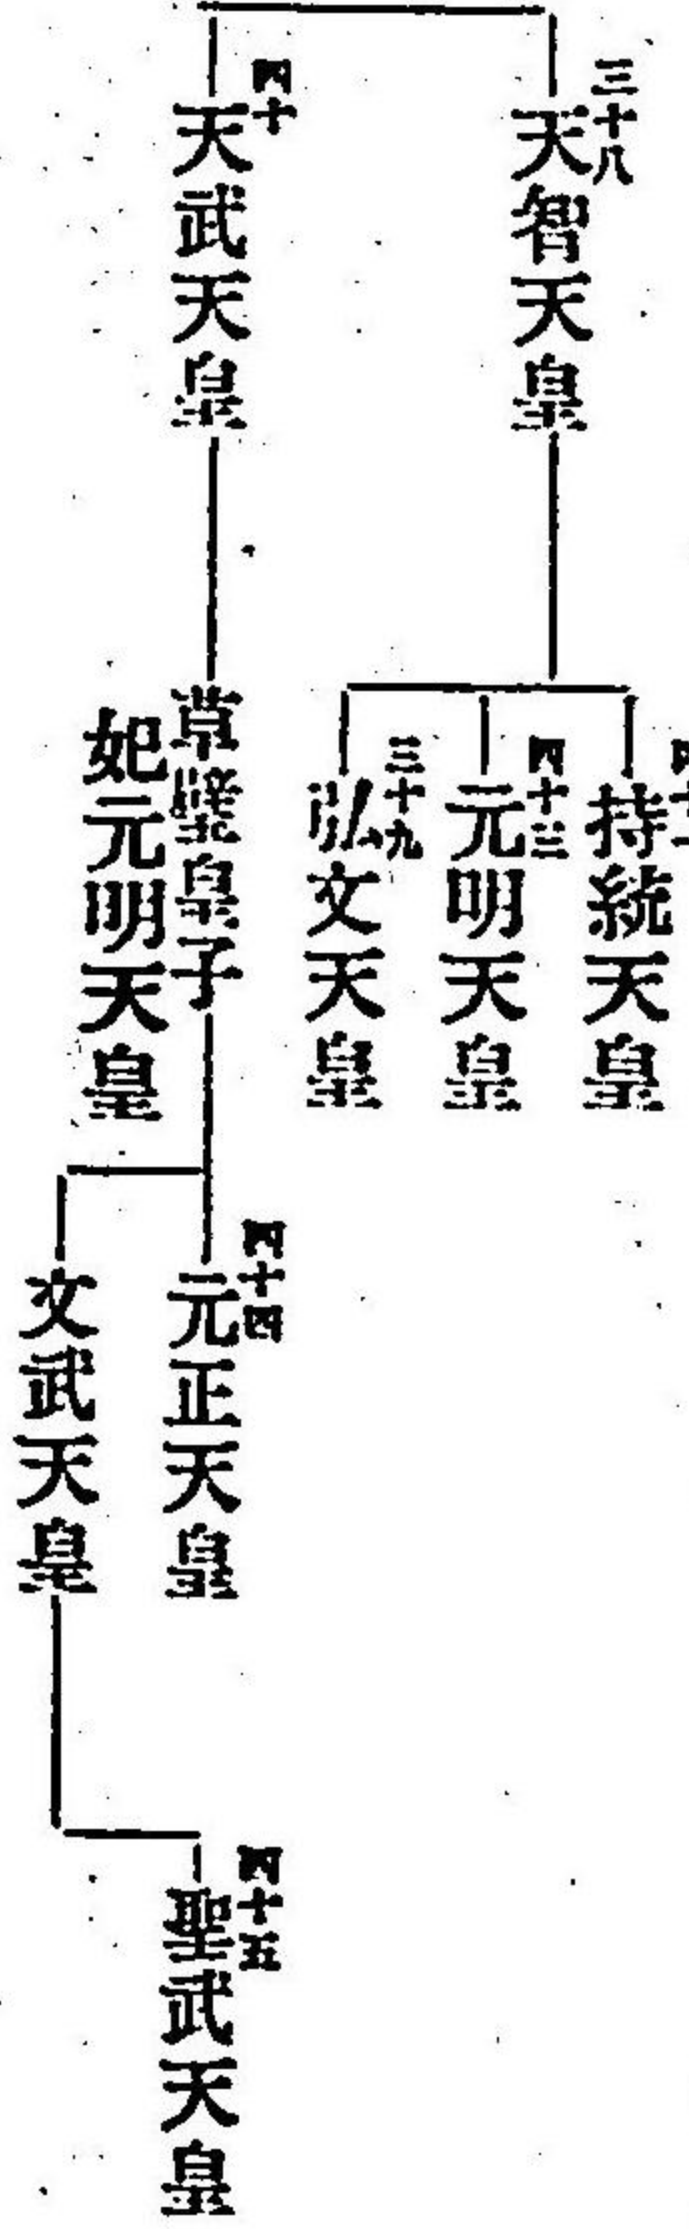 三十八
天智天皇
四十
天武天皇
四十一
持統天皇
四十三
元明天皇
三十九
弘文天皇
草壁皇子
妃元明天皇
四十四
元正天皇
文武天皇
四十五
聖武天皇